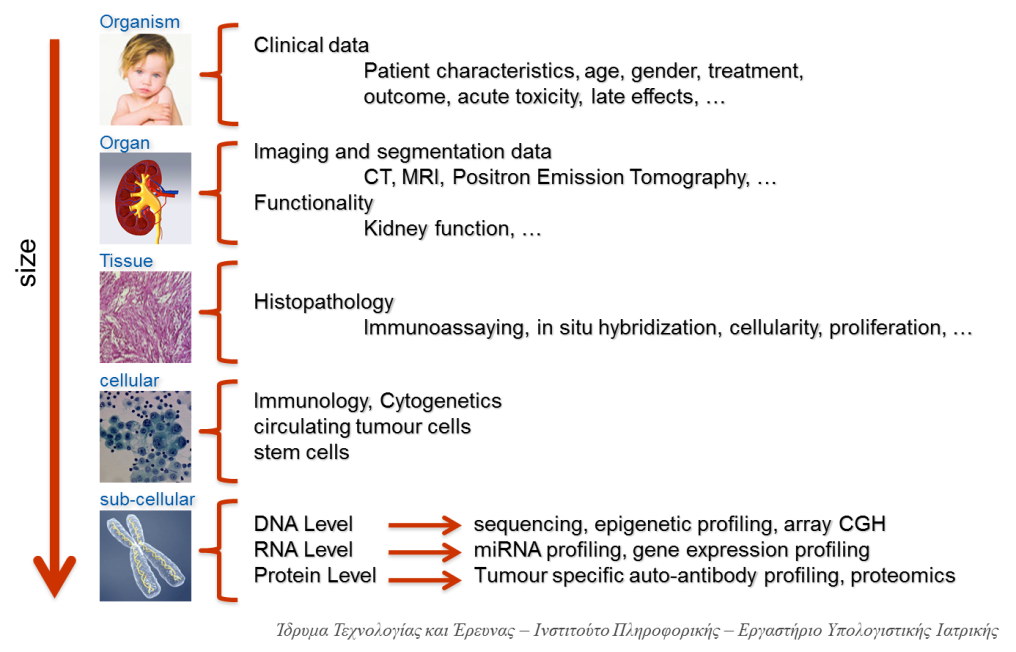 Organism
Clinical data
Patient characteristics, age, gender, treatment,
outcome, acute toxicity, late effects, …
Organ
Imaging and segmentation data
CT, MRI, Positron Emission Tomography, …
Functionality
Kidney function, …
size
Tissue
Histopathology
Immunoassaying, in situ hybridization, cellularity, proliferation, …
cellular
Immunology, Cytogenetics
circulating tumour cells
stem cells
sub-cellular
DNA Level sequencing, epigenetic profiling, array CGH
RNA Level miRNA profiling, gene expression profiling
Protein Level Tumour specific auto-antibody profiling, proteomics
Ίδρυμα Τεχνολογίας και Έρευνας – Ινστιτούτο Πληροφορικής – Εργαστήριο Υπολογιστικής Ιατρικής